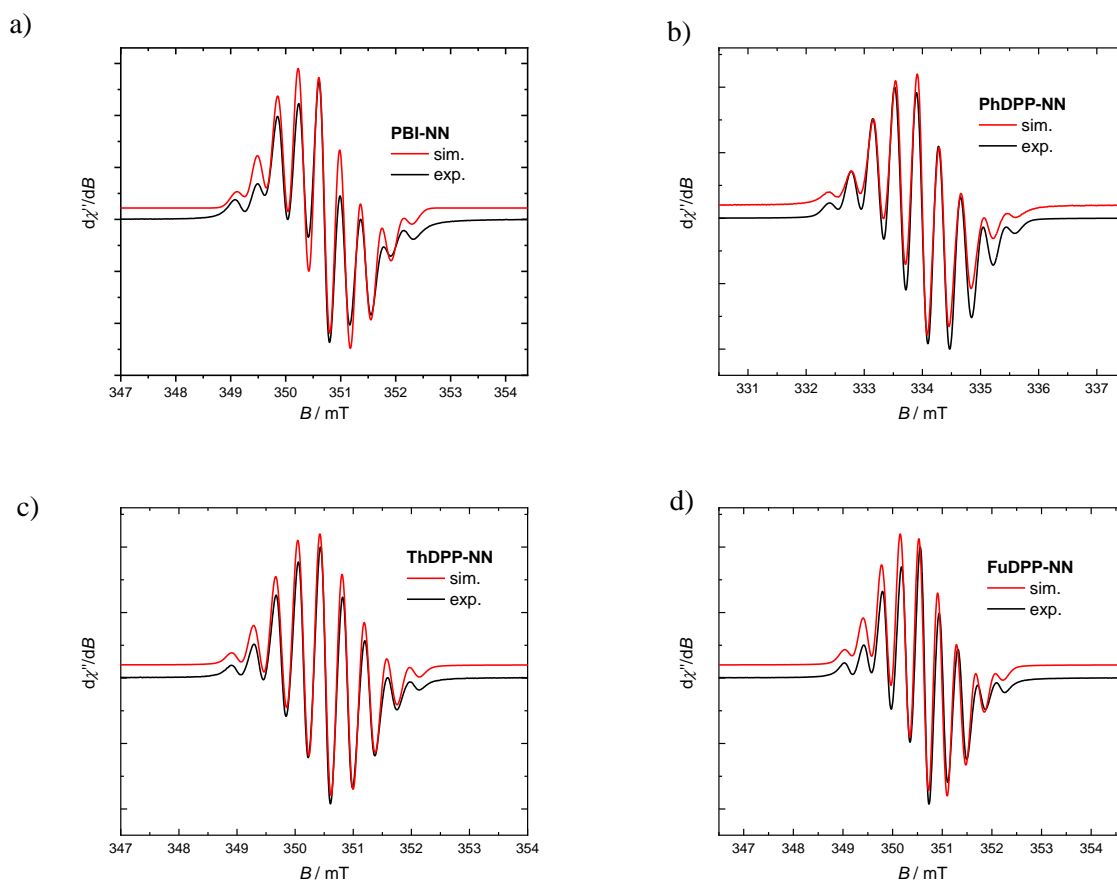 a)
PBI-NN
sim.
exp.
dχ''/dB
347 348 349 350 351 352 353 354
B / mT
b)
PhDPP-NN
sim.
exp.
dχ''/dB
331 332 333 334 335 336 337
B / mT
c)
ThDPP-NN
sim.
exp.
dχ''/dB
347 348 349 350 351 352 353 354
B / mT
d)
FuDPP-NN
sim.
exp.
dχ''/dB
347 348 349 350 351 352 353 354
B / mT